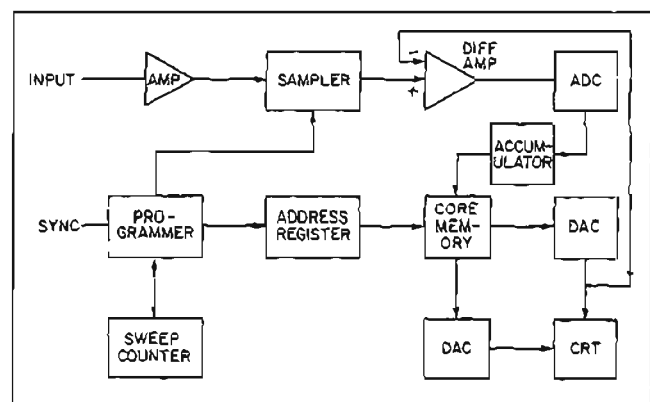 DIFF
AMP
INPUT
AMP
SAMPLER
-
+
ADC
ACCUM-
ULATOR
SYNC
PRO-
GRAMMER
ADDRESS
REGISTER
CORE
MEM-
ORY
DAC
SWEEP
COUNTER
DAC
CRT